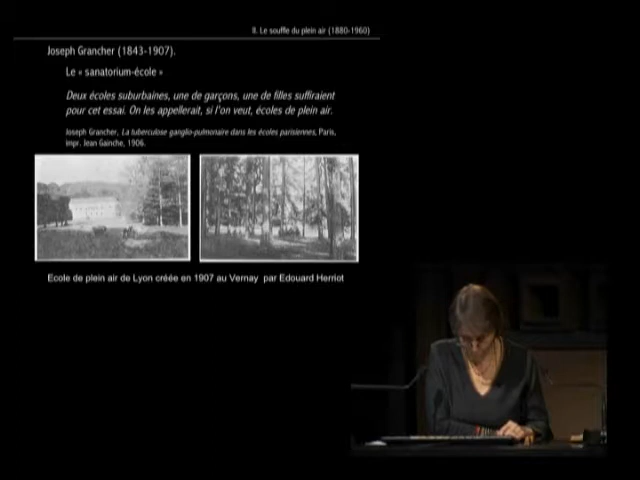 II. Le souffle du plein air (1880-1960)
Joseph Grancher (1843-1907).
Le « sanatorium-école »
Deux écoles suburbaines, une de garçons, une de filles suffiraient
pour cet essai. On les appellerait, si l'on veut, écoles de plein air.
Joseph Grancher, La tuberculose ganglio-pulmonaire dans les écoles parisiennes, Paris,
impr. Jean Gainche, 1906.
Ecole de plein air de Lyon créée en 1907 au Vernay par Edouard Herriot